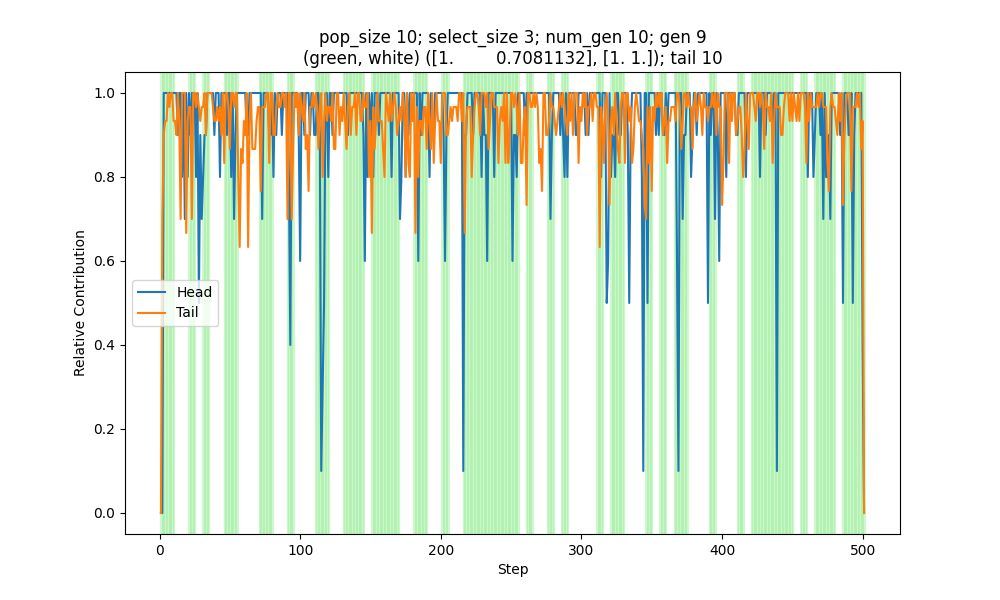 pop_size 10; select_size 3; num_gen 10; gen 9
(green, white) ([1. 0.7081132], [1. 1.]); tail 10
1.0
0.8
0.6
0.4
0.2
0.0
Relative Contribution
Head
Tail
0 100 200 300 400 500
Step